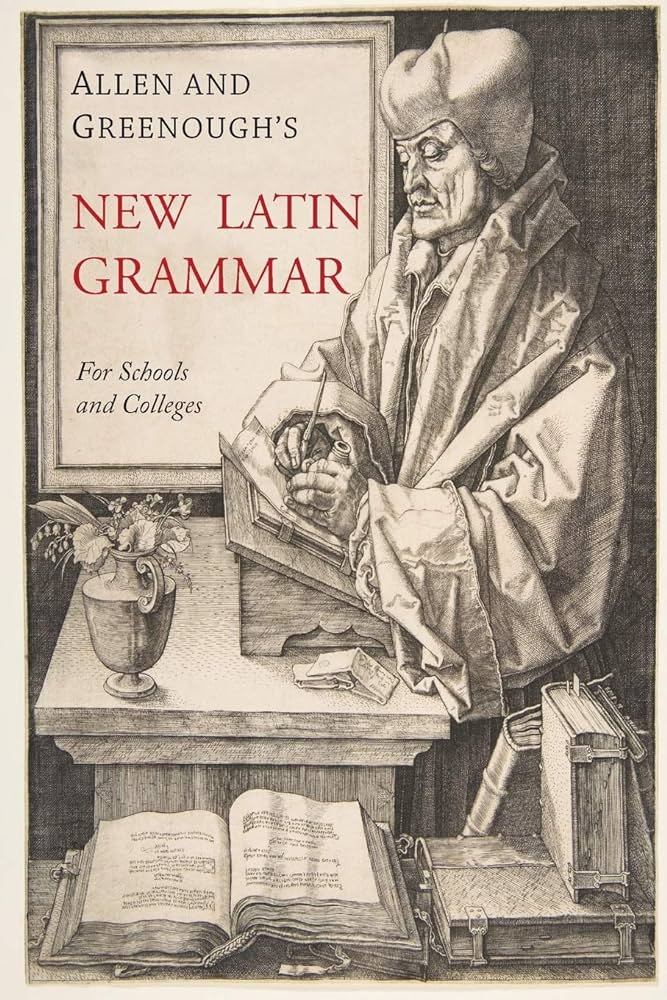 ALLEN AND
GREENOUGH'S
NEW LATIN
GRAMMAR
For Schools
and Colleges